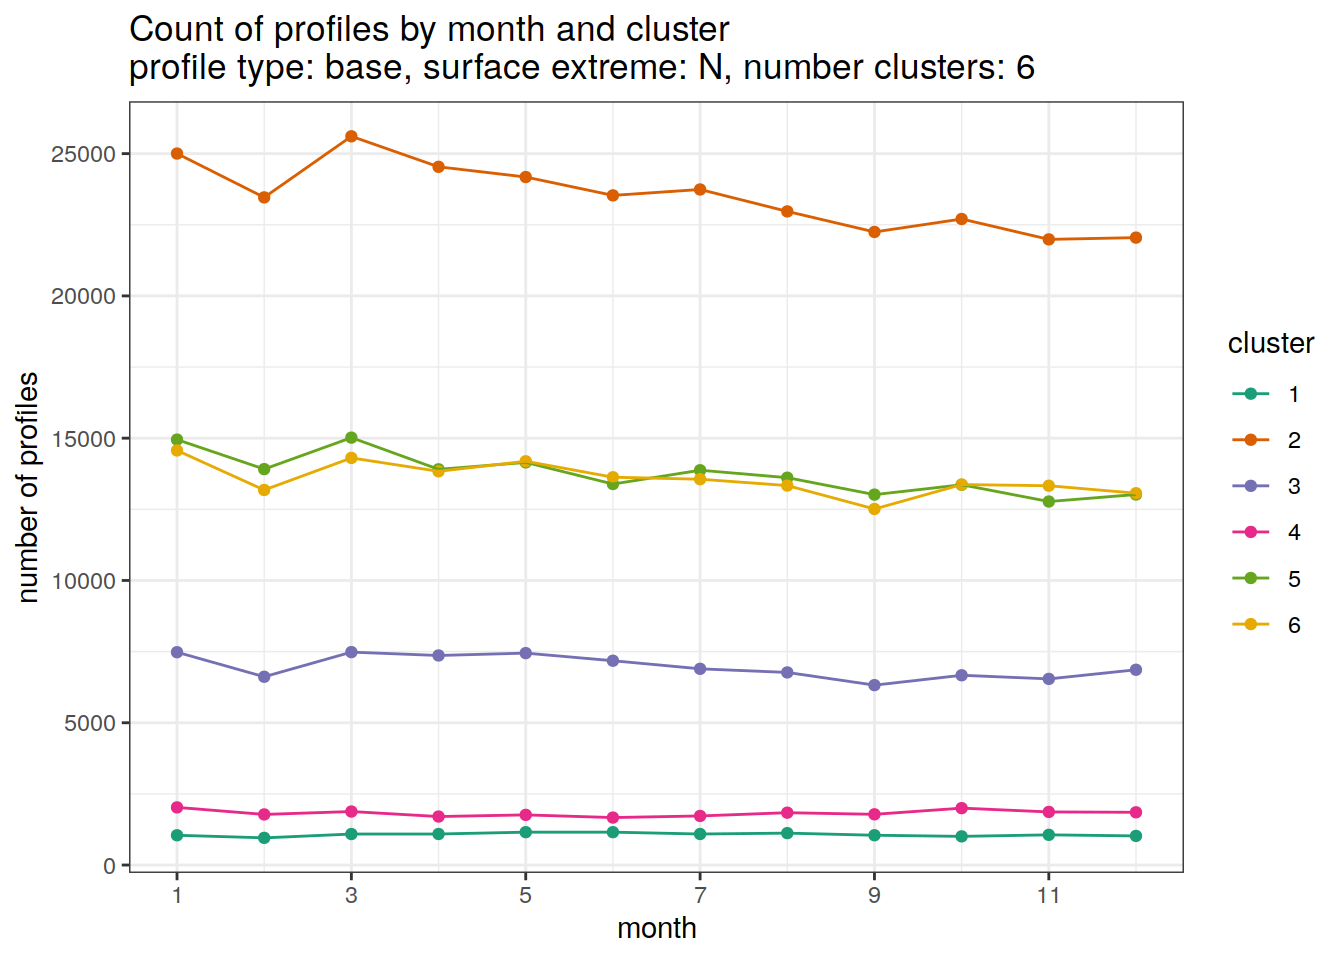 Count of profiles by month and cluster
profile type: base, surface extreme: N, number clusters: 6
number of profiles
25000
20000
15000
10000
5000
0
1 3 5 7 9 11
month
cluster
1
2
3
4
5
6